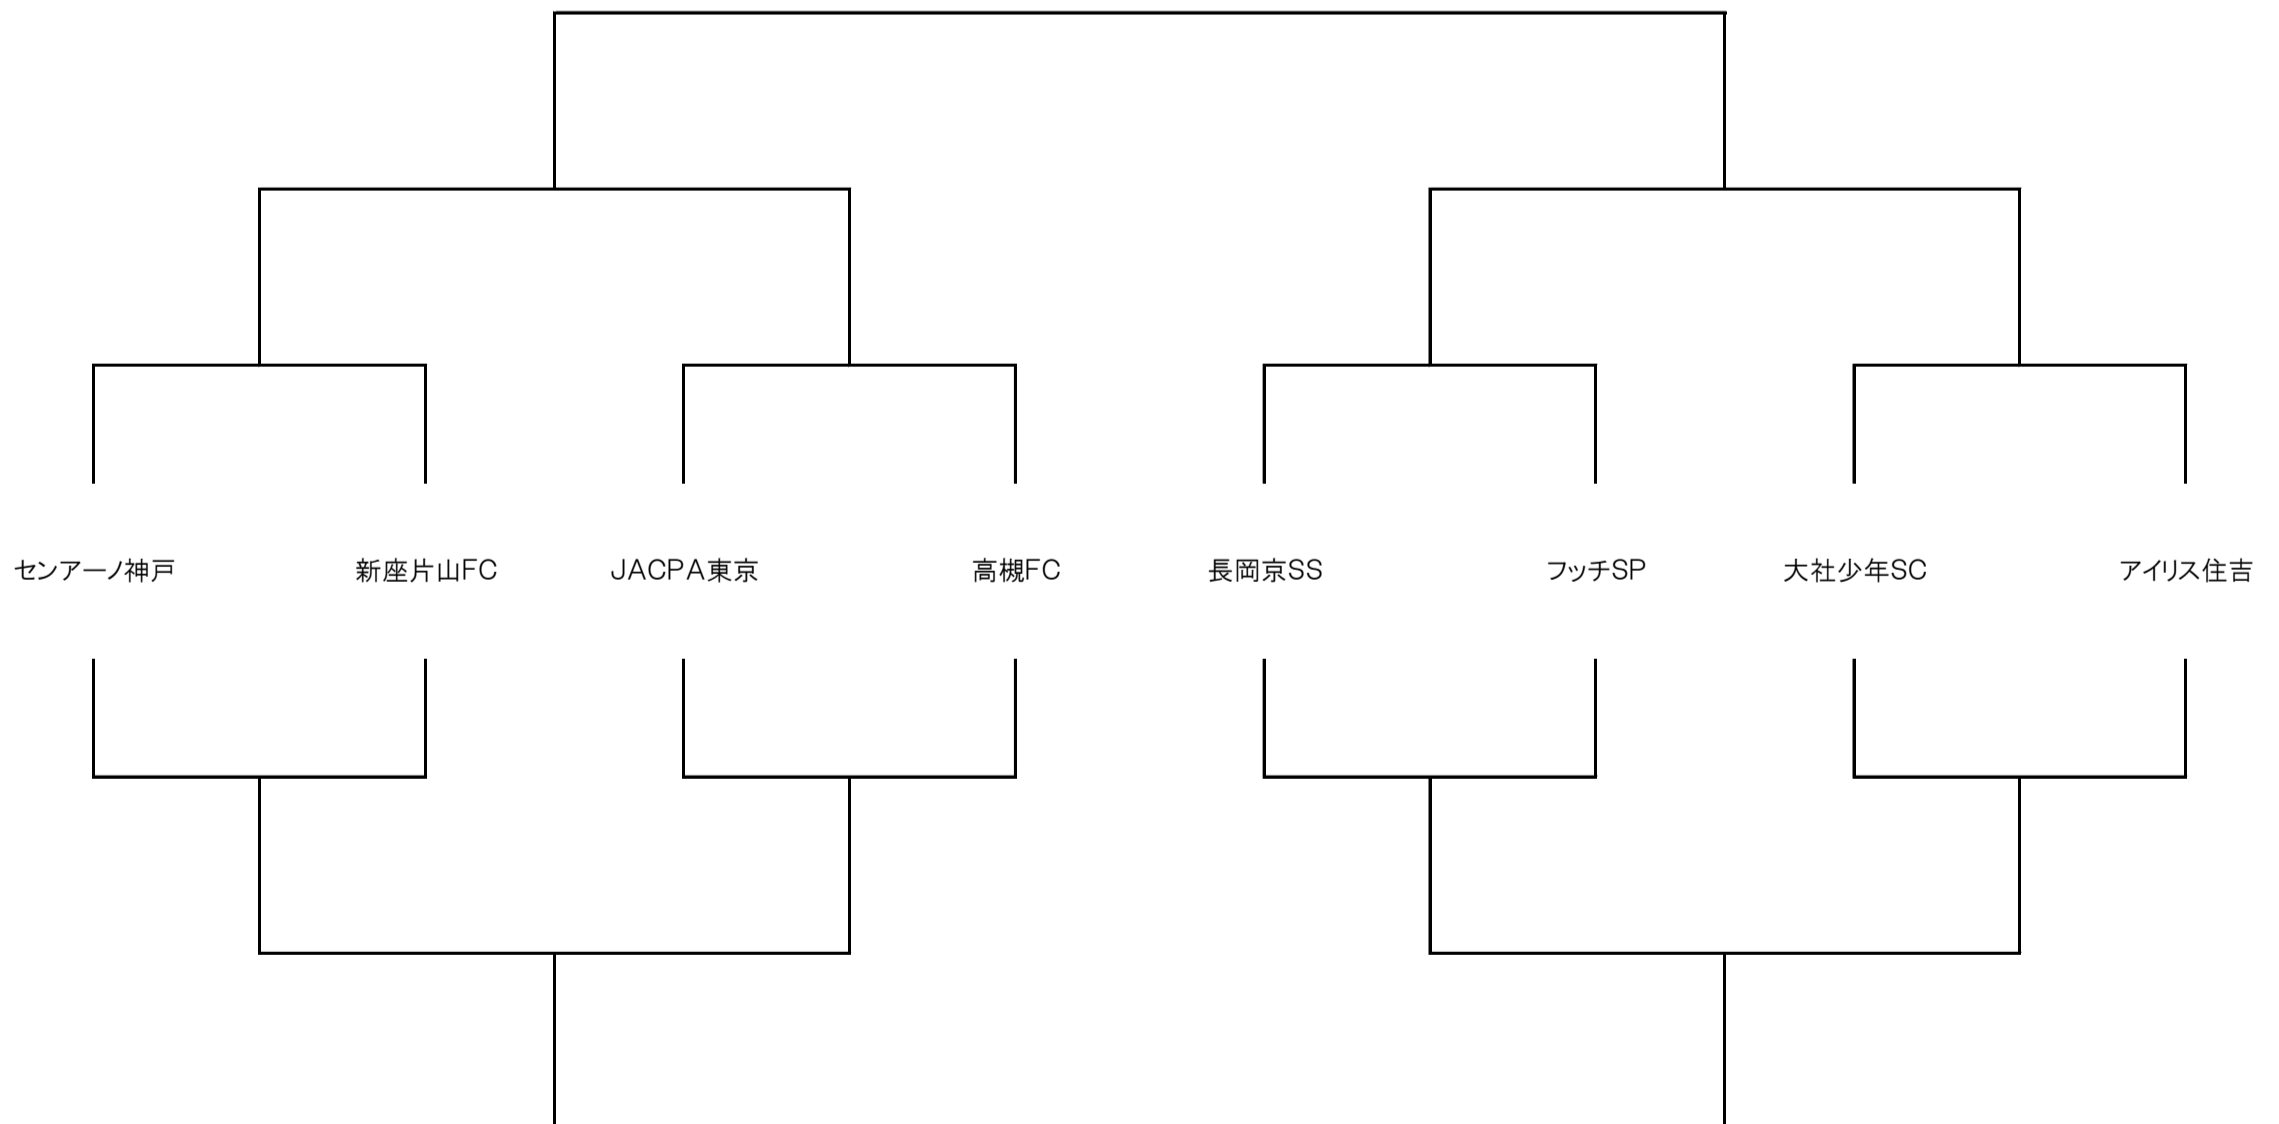 センアーノ神戸
新座片山FC
JACPA東京
高槻FC
長岡京SS
フッチSP
大社少年SC
アイリス住吉